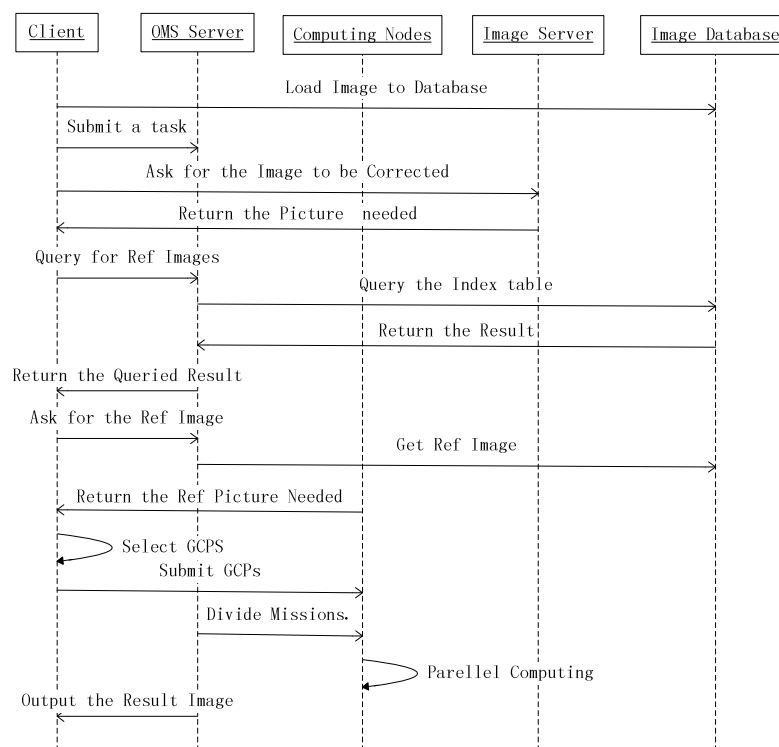 Client
OMS Server
Computing Nodes
Image Server
Image Database
Load Image to Database
Submit a task
Ask for the Image to be Corrected
Return the Picture needed
Query for Ref Images
Query the Index table
Return the Result
Return the Queried Result
Ask for the Ref Image
Get Ref Image
Return the Ref Picture Needed
Select GCPS
Submit GCPs
Divide Missions.
Parellel Computing
Output the Result Image